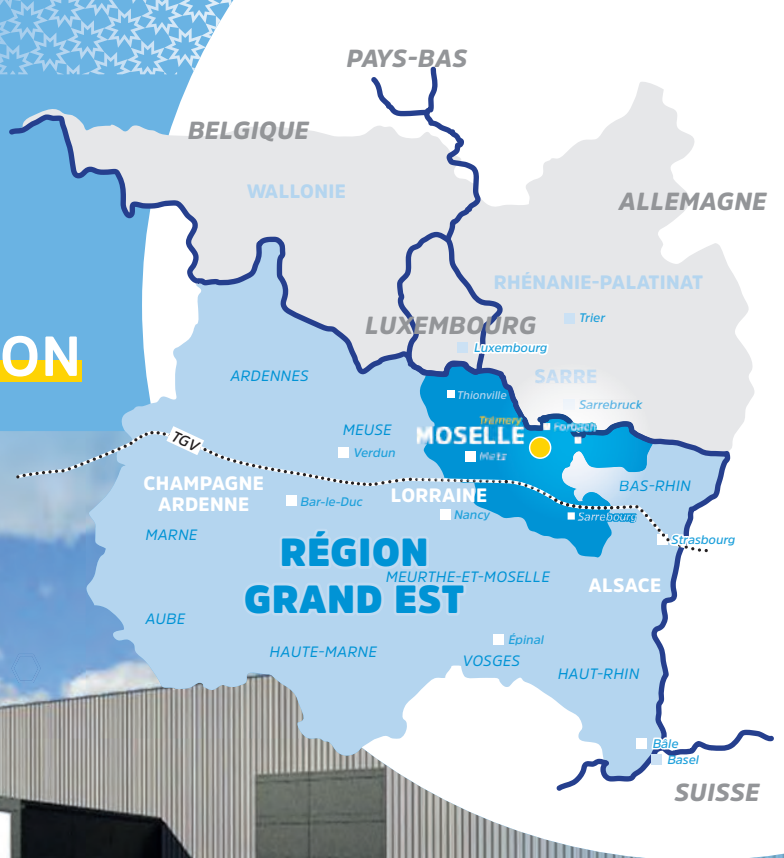 PAYS-BAS
BELGIQUE
WALLONIE
ALLEMAGNE
RHÉNANIE-PALATINAT
Trier
LUXEMBOURG
Luxembourg
ON
SARRE
ARDENNES
Thionville
Sarrebruck
Trémery
Forbach
MEUSE
MOSELLE
TGV
Verdun
Metz
CHAMPAGNE
ARDENNE
BAS-RHIN
LORRAINE
Bar-le-Duc
Nancy
Sarrebourg
MARNE
Strasbourg
RÉGION
GRAND EST
MEURTHE-ET-MOSELLE
ALSACE
AUBE
Épinal
HAUTE-MARNE
VOSGES
HAUT-RHIN
Bâle
Basel
SUISSE